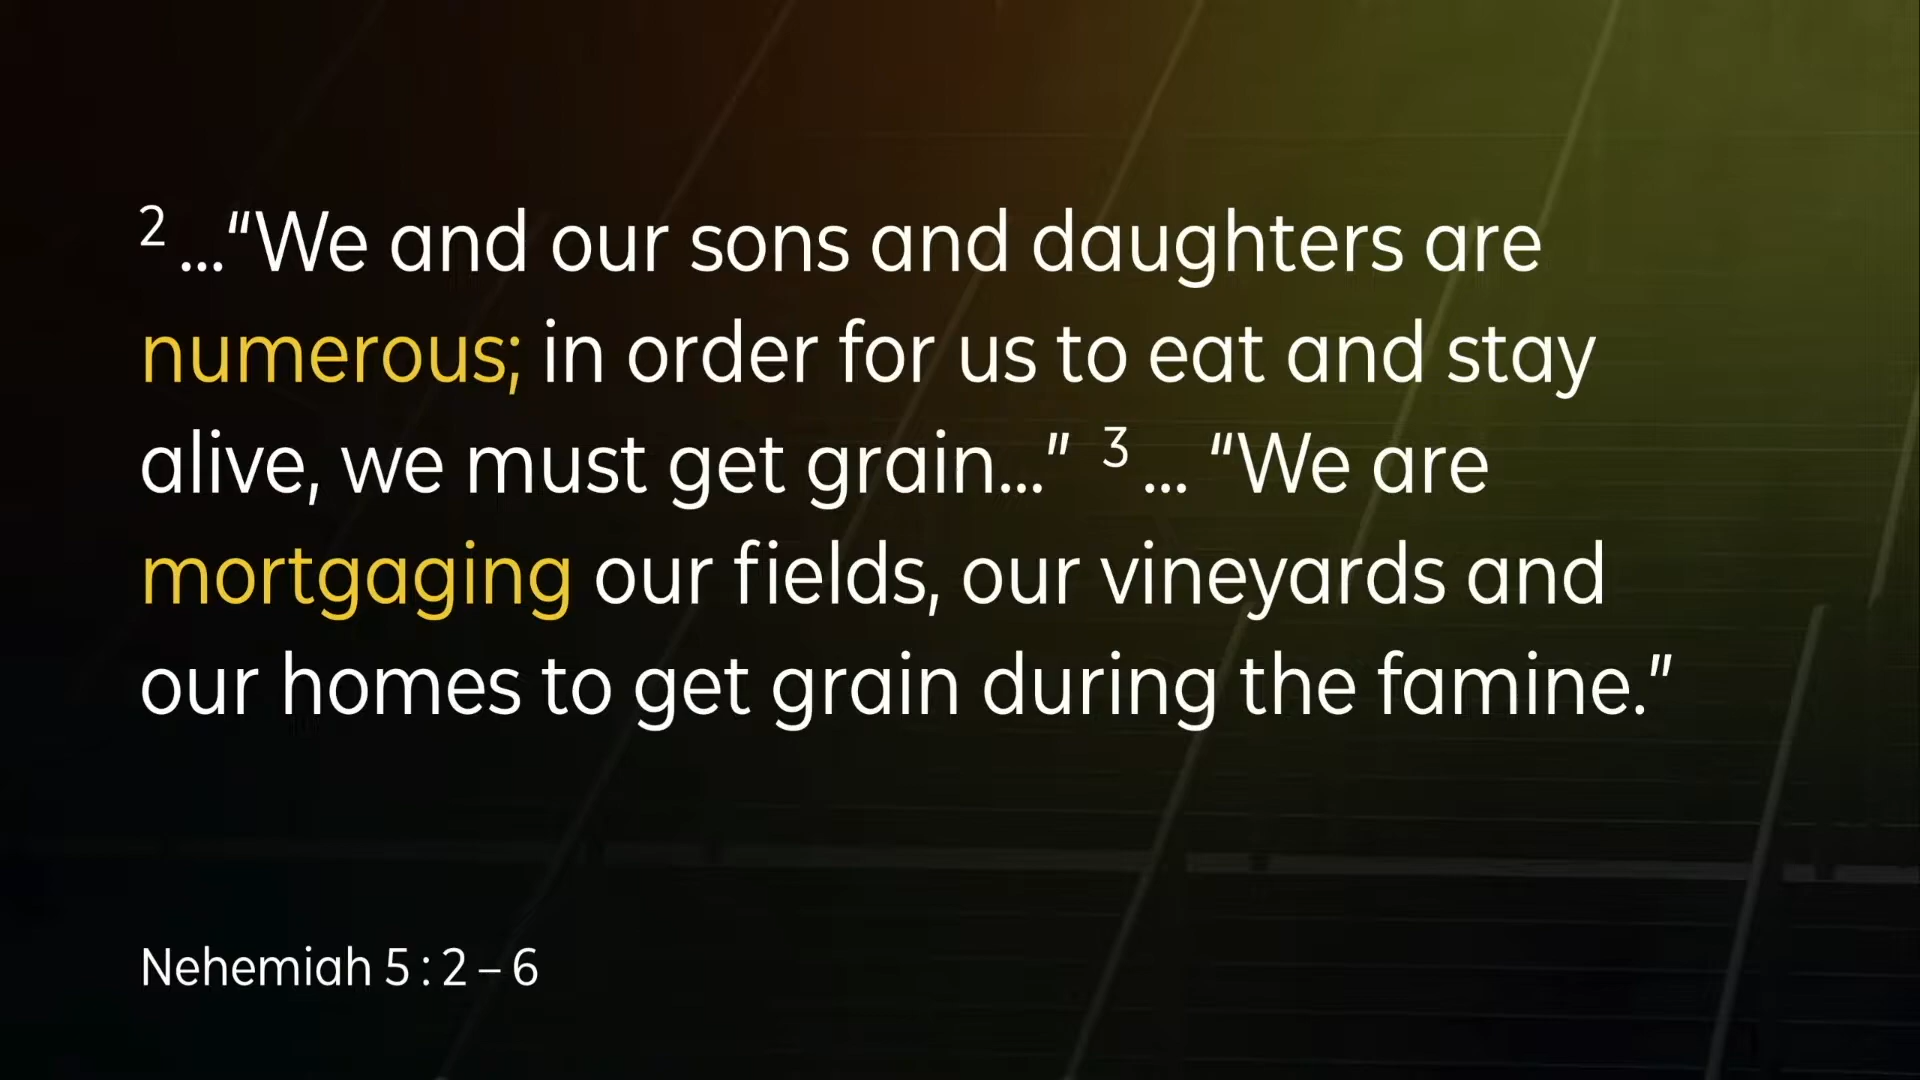 2 ...“We and our sons and daughters are
numerous; in order for us to eat and stay
alive, we must get grain...” 3 ... “We are
mortgaging our fields, our vineyards and
our homes to get grain during the famine.”
Nehemiah 5 : 2 – 6